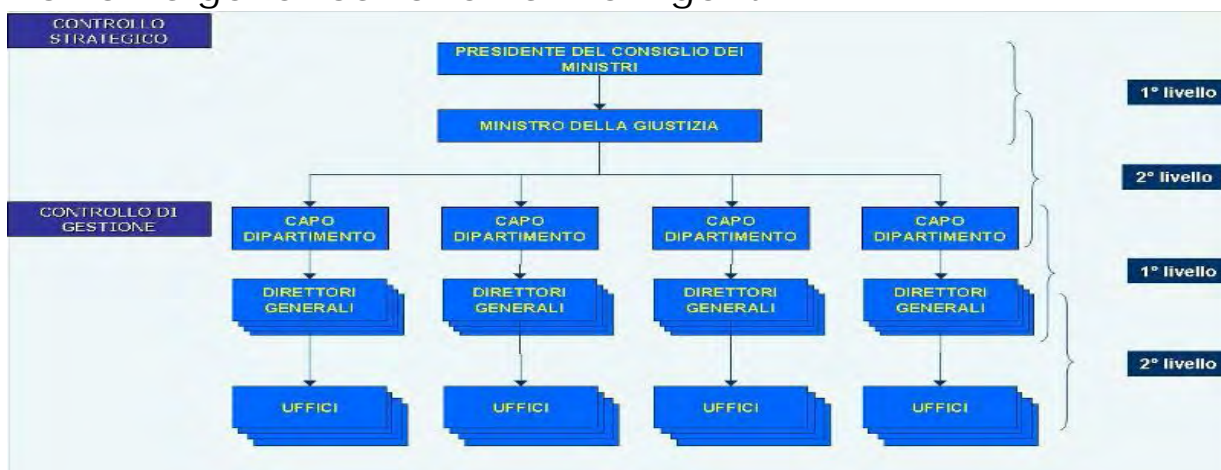 CONTROLLO
STRATEGICO
PRESIDENTE DEL CONSIGLIO DEI
MINISTRI
1° livello
MINISTRO DELLA GIUSTIZIA
2° livello
CONTROLLO DI
GESTIONE
CAPO
DIPARTIMENTO
CAPO
DIPARTIMENTO
CAPO
DIPARTIMENTO
CAPO
DIPARTIMENTO
1° livello
DIRETTORI
GENERALI
DIRETTORI
GENERALI
DIRETTORI
GENERALI
DIRETTORI
GENERALI
2° livello
UFFICI
UFFICI
UFFICI
UFFICI